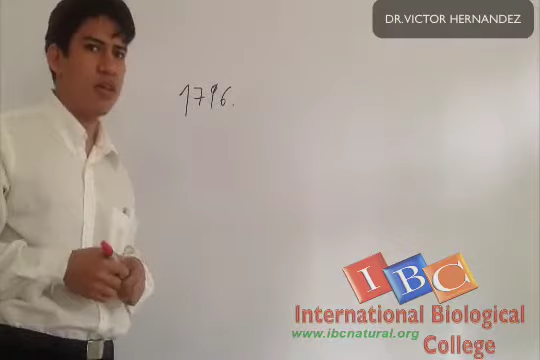 DR.VICTOR HERNANDEZ
1796.
IBC
International Biological
www.ibcnatural.org
College